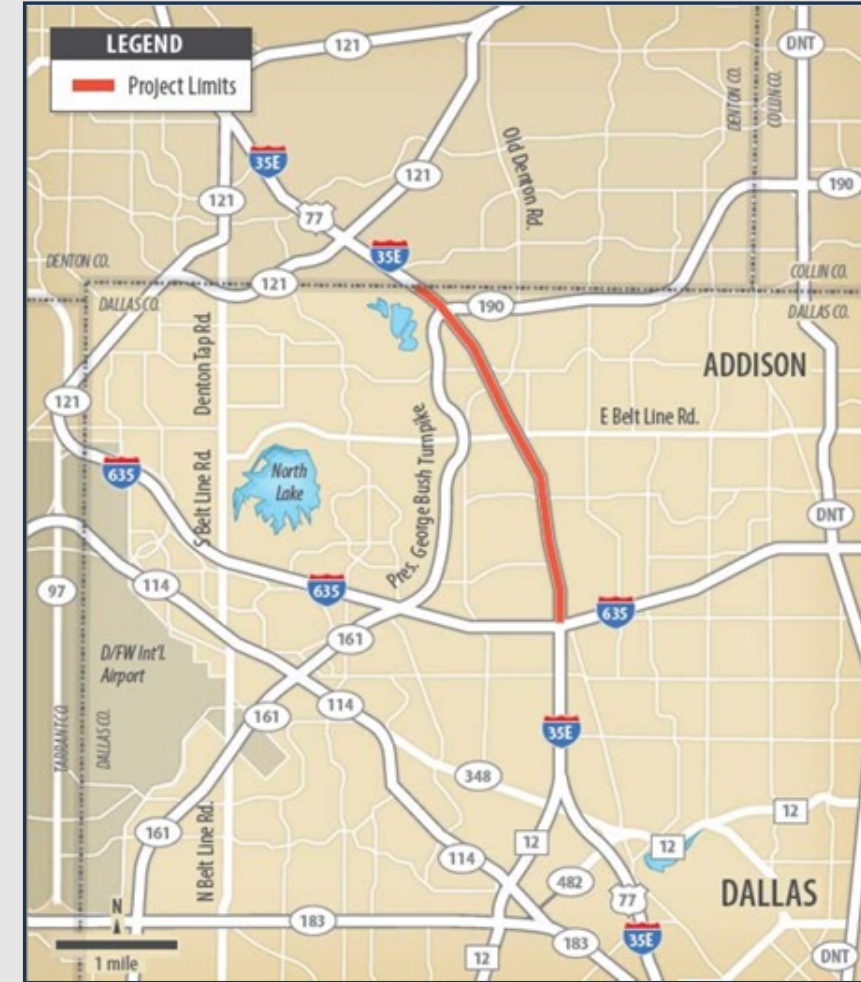 LEGEND
Project Limits
121
DNT
DENTON CO.
COLLIN CO.
35E
121
Old Denton Rd.
190
121
77
35E
DENTON CO.
121
COLLIN CO.
DALLAS CO.
190
DALLAS CO.
Denton Tap Rd.
ADDISON
121
Pres. George Bush Turnpike
E Belt Line Rd.
635
S Belt Line Rd.
North
Lake
DNT
97
114
635
635
161
D/FW Int'l.
Airport
161
114
TARRANT CO.
DALLAS CO.
35E
348
161
N Belt Line Rd.
12
12
12
114
482
77
DALLAS
N
183
183
35E
1 mile
12
DNT